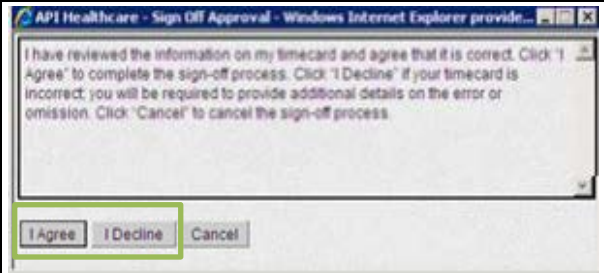 API Healthcare - Sign Off Approval - Windows Internet Explorer provide...
I have reviewed the information on my timecard and agree that it is correct. Click "I
Agree" to complete the sign-off process. Click "I Decline" if your timecard is
incorrect; you will be required to provide additional details on the error or
omission. Click "Cancel" to cancel the sign-off process.
I Agree I Decline Cancel